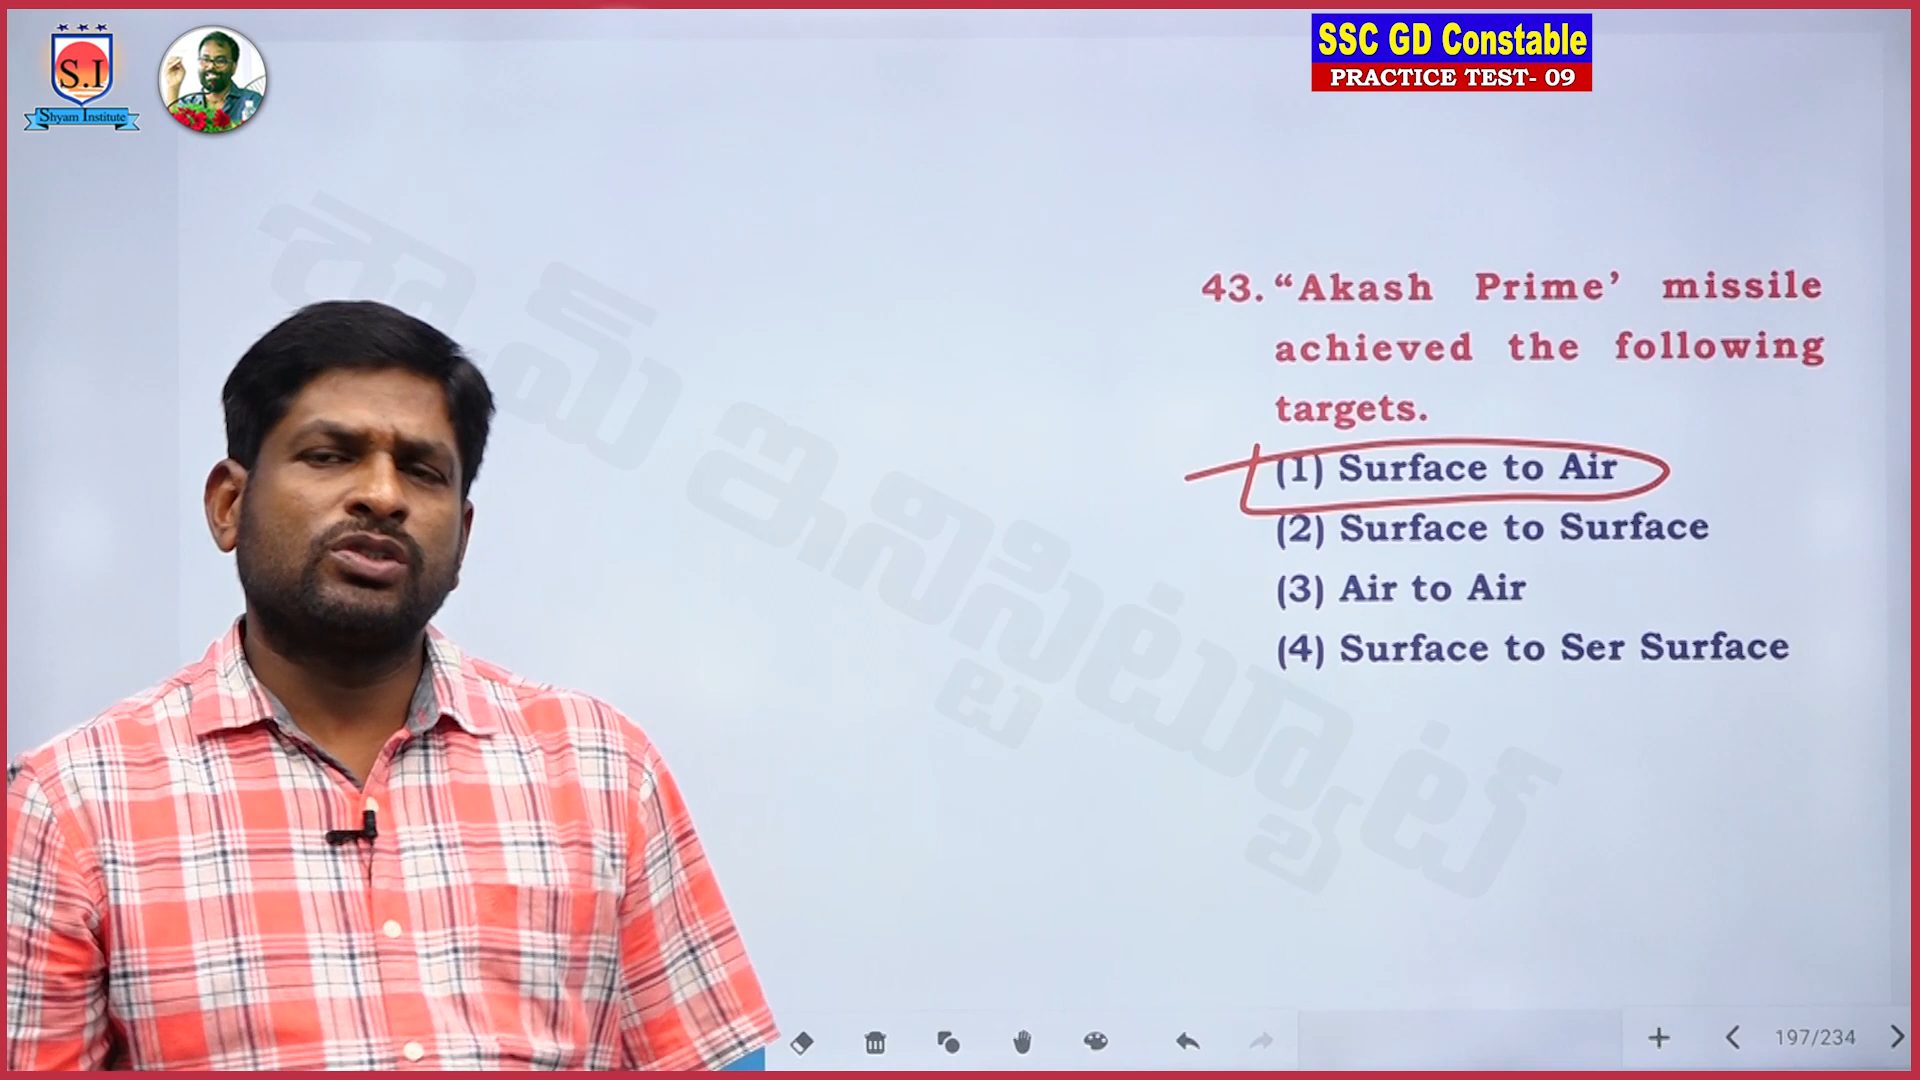 S.I
Shyam Institute
SSC GD Constable
PRACTICE TEST- 09
శ్యామ్ ఇన్స్టిట్యూట్
43. “Akash Prime’ missile
achieved the following
targets.
(1) Surface to Air
(2) Surface to Surface
(3) Air to Air
(4) Surface to Ser Surface
197/234